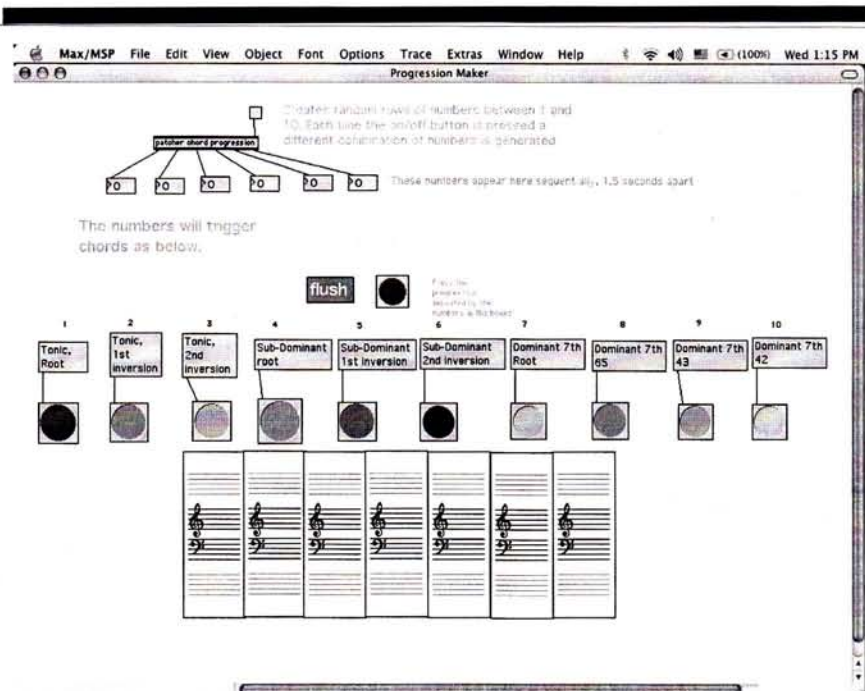 Max/MSP File Edit View Object Font Options Trace Extras Window Help (100%) Wed 1:15 PM
Progression Maker
Creates random rows of numbers between 1 and
10. Each time the on/off button is pressed a
different combination of numbers is generated
patcher chord progression
0 0 0 0 0 0
These numbers appear here sequentially, 1.5 seconds apart
The numbers will trigger
chords as below.
flush
numbers
1 2 3 4 5 6 7 8 9 10
Tonic,
Root
Tonic,
1st
inversion
Tonic,
2nd
inversion
Sub-Dominant
root
Sub-Dominant
1st inversion
Sub-Dominant
2nd inversion
Dominant 7th
Root
Dominant 7th
65
Dominant 7th
43
Dominant 7th
42